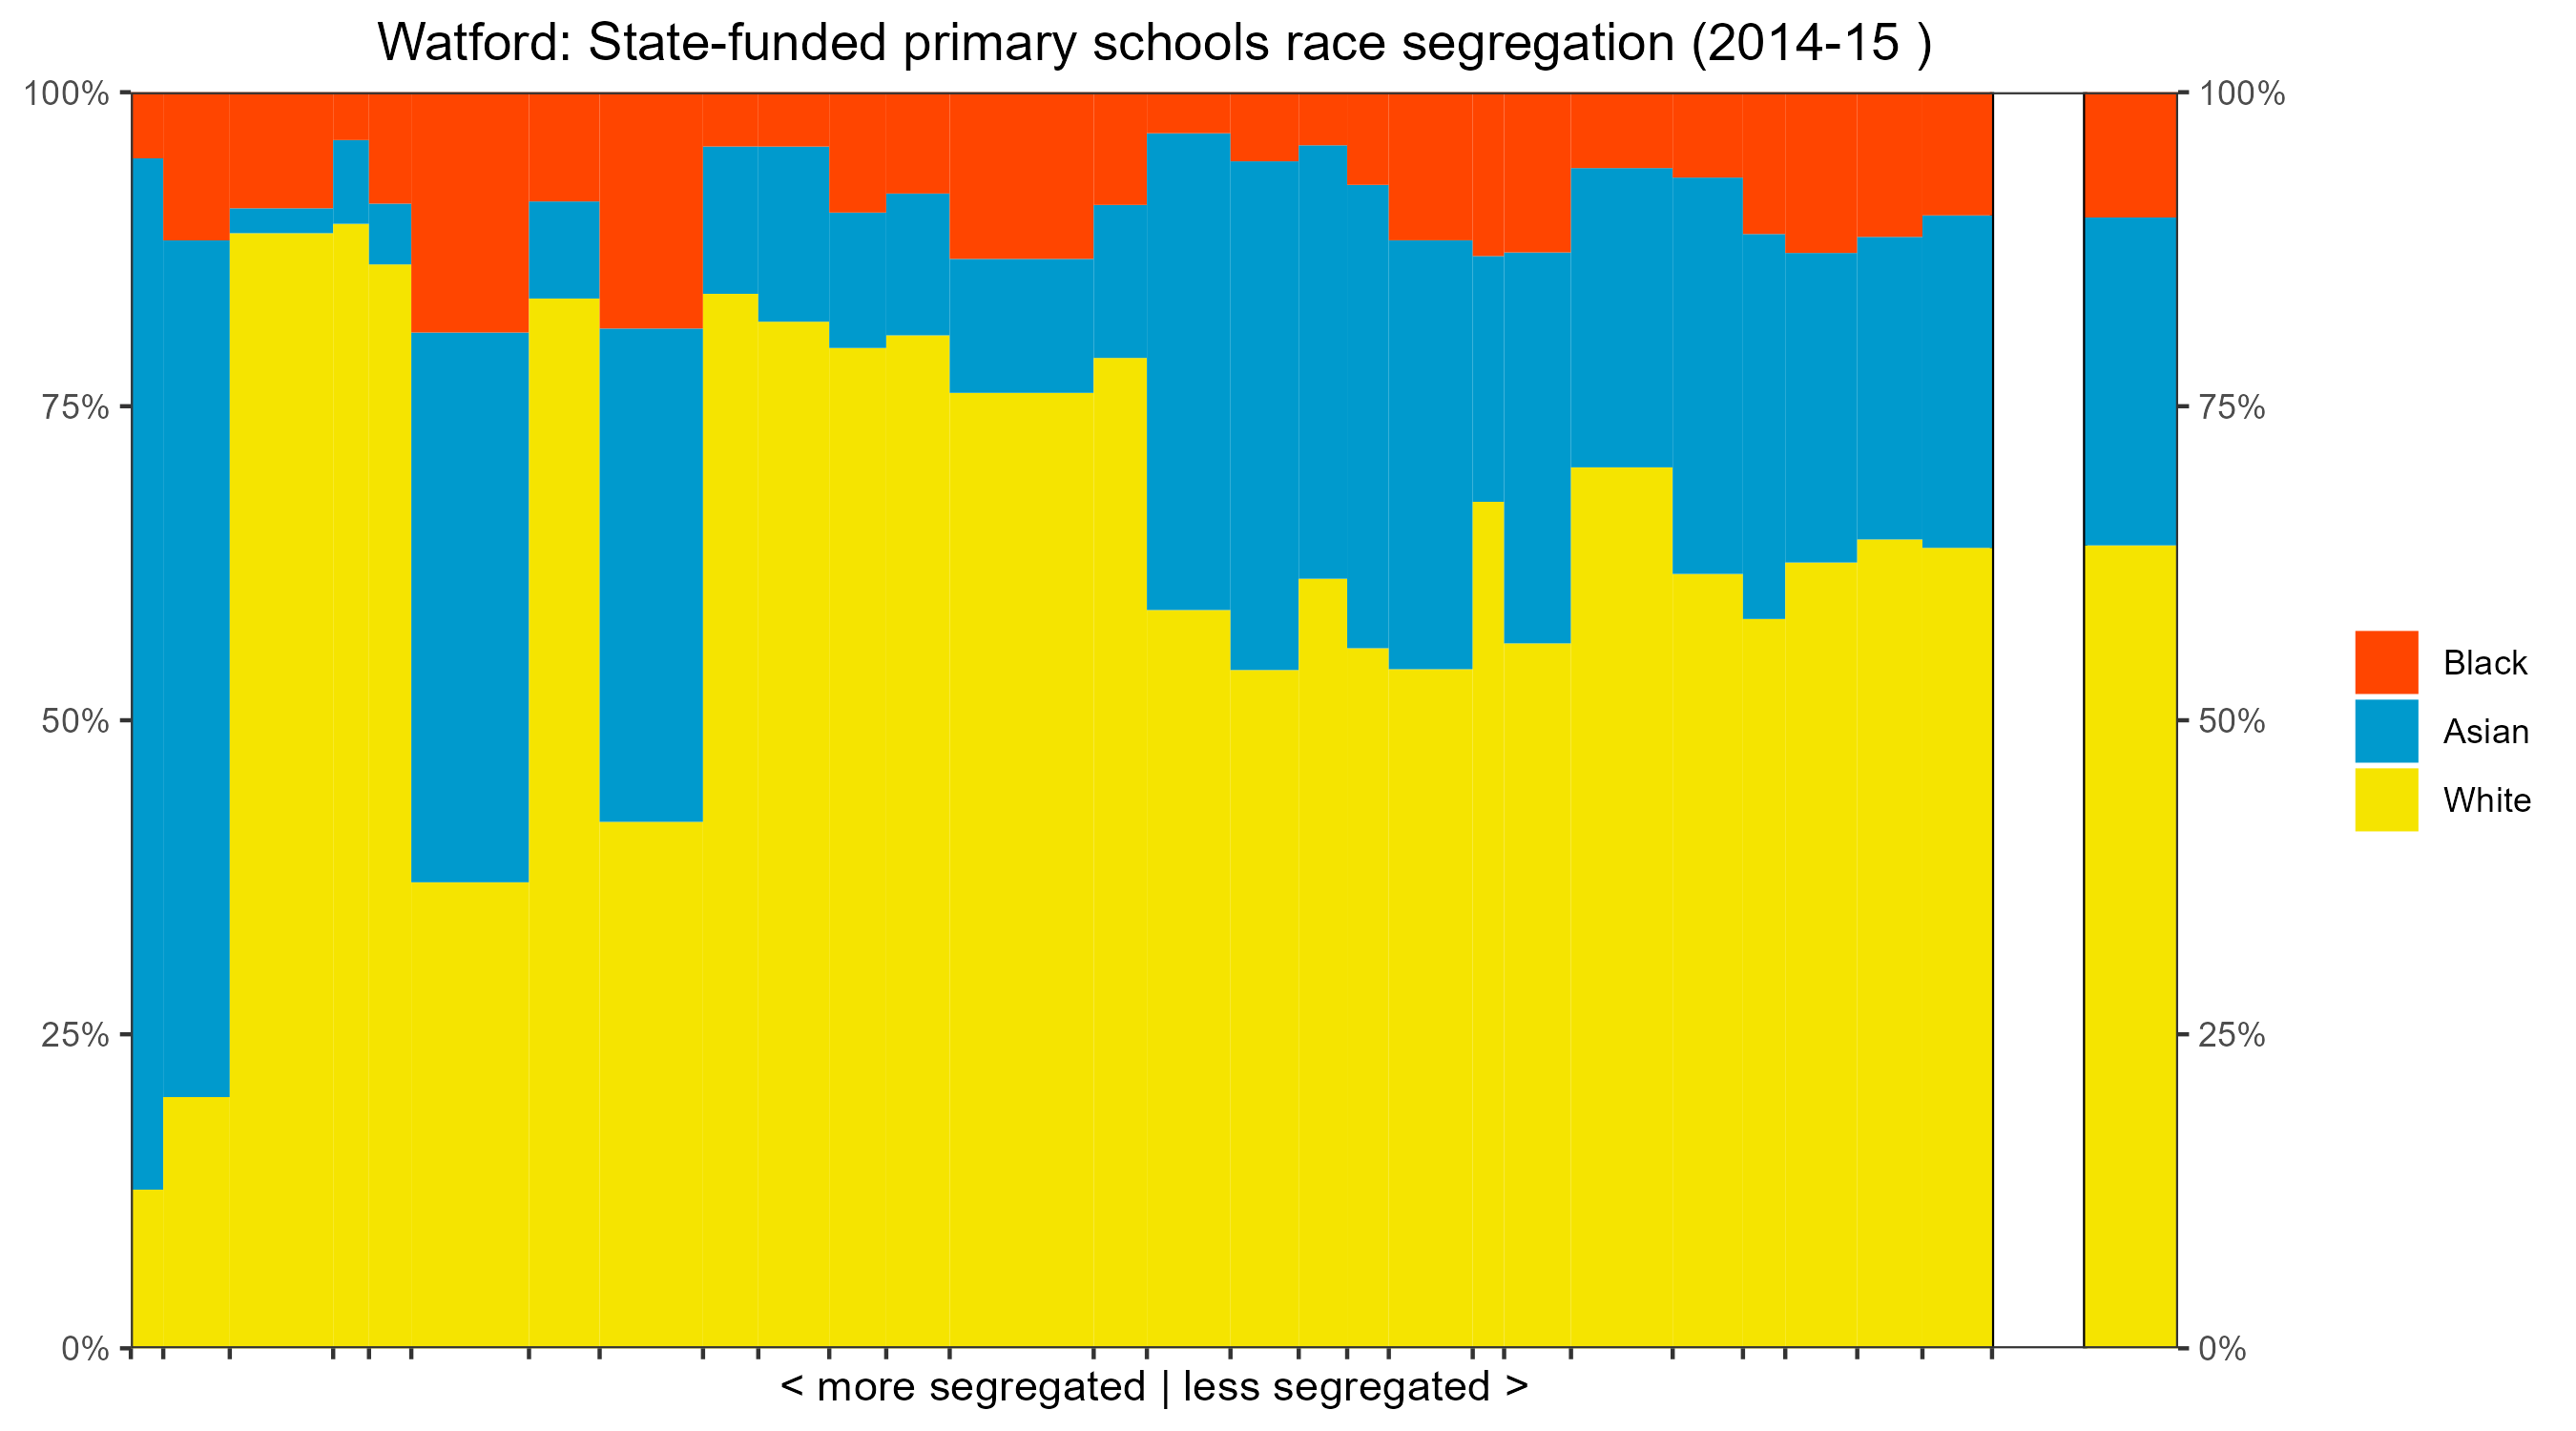 Watford: State-funded primary schools race segregation (2014-15 )
100%
75%
50%
25%
0%
100%
75%
50%
25%
0%
Black
Asian
White
< more segregated | less segregated >